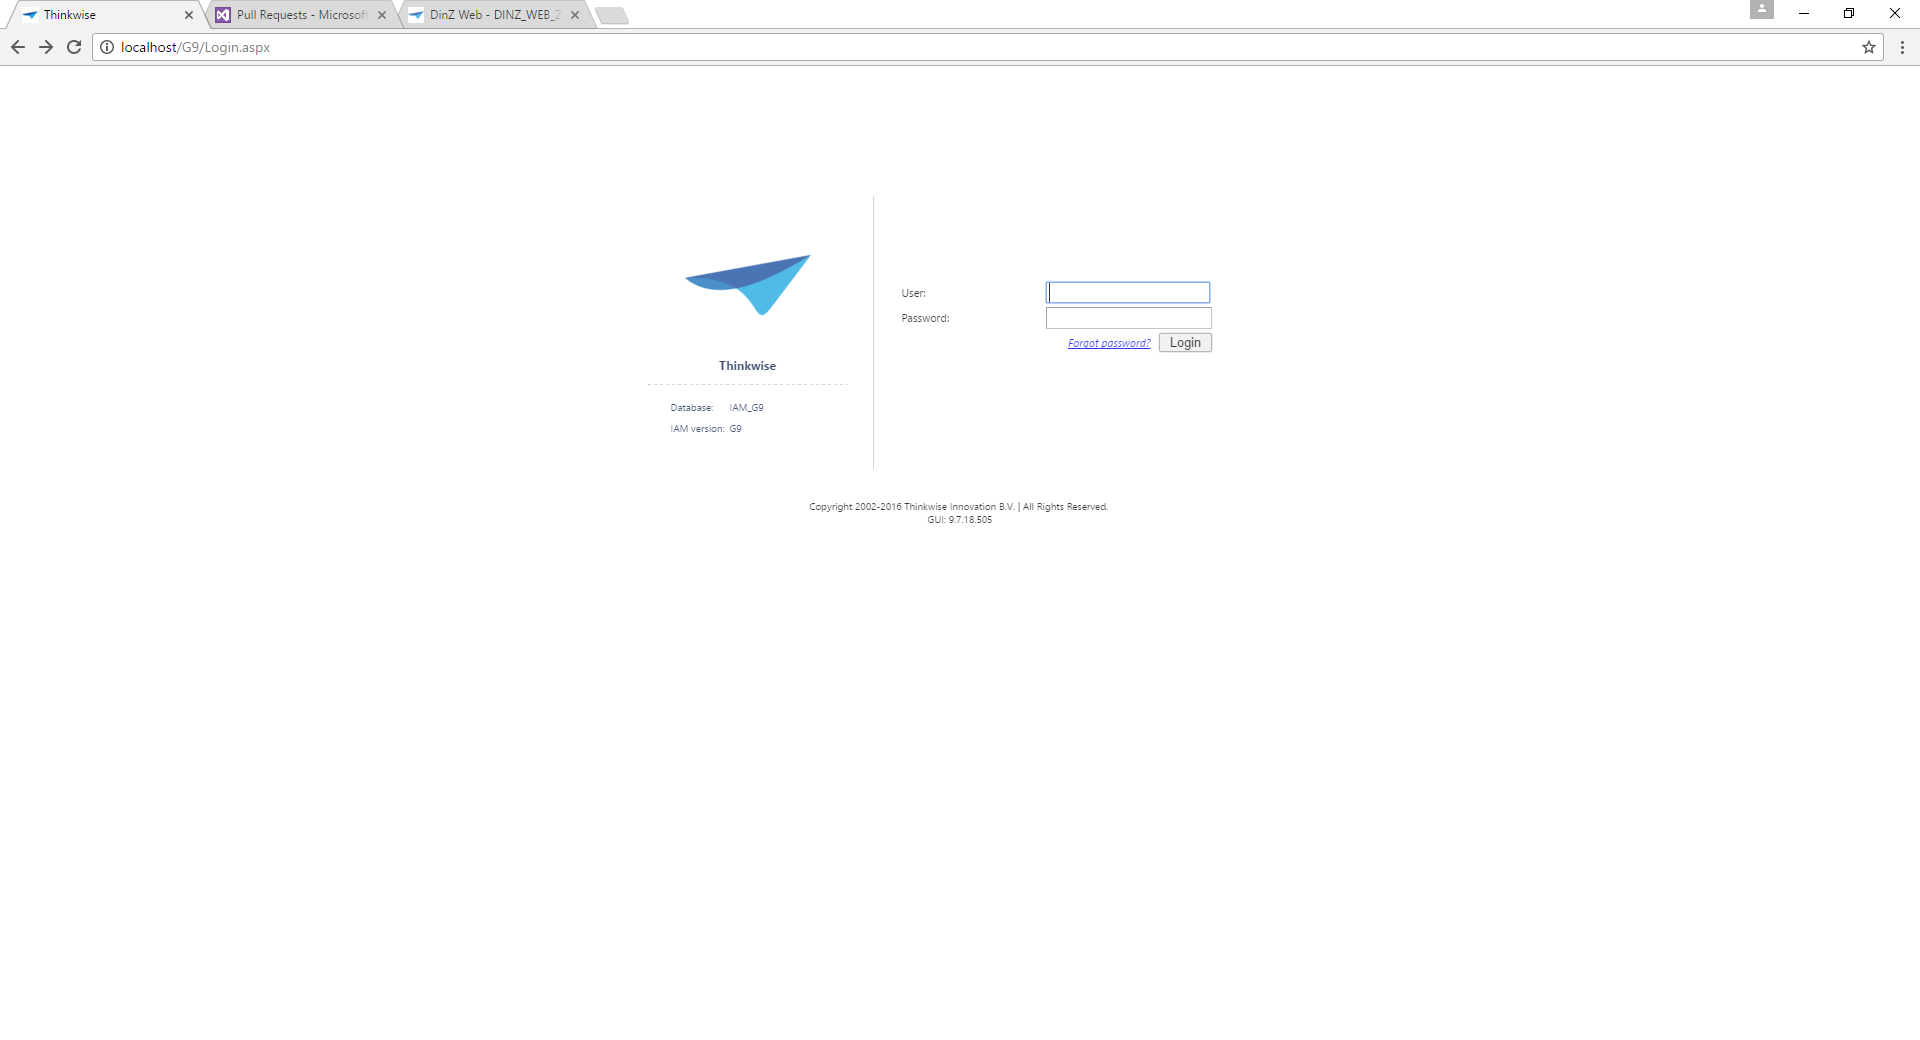 Thinkwise
Pull Requests - Microsoft
DinZ Web - DINZ_WEB_Z
localhost/G9/Login.aspx
User:
Password:
Forgot password?
Login
Thinkwise
Database: IAM_G9
IAM version: G9
Copyright 2002-2016 Thinkwise Innovation B.V. | All Rights Reserved.
GUI: 9.7.18.505